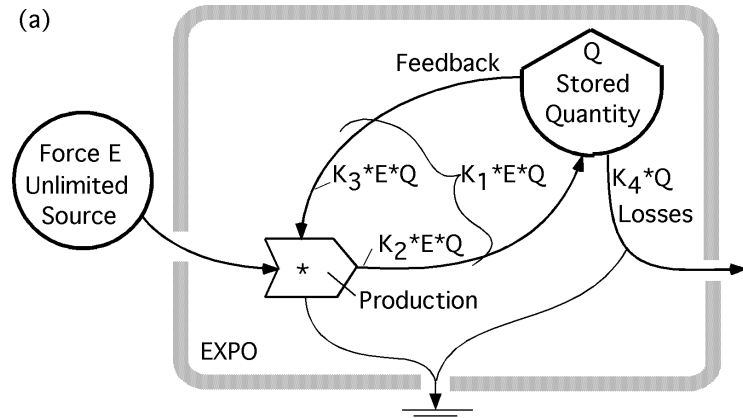 (a)
Feedback
Q
Stored
Quantity
Force E
Unlimited
Source
K3*E*Q
K1*E*Q
K4*Q
Losses
K2*E*Q
*
Production
EXPO